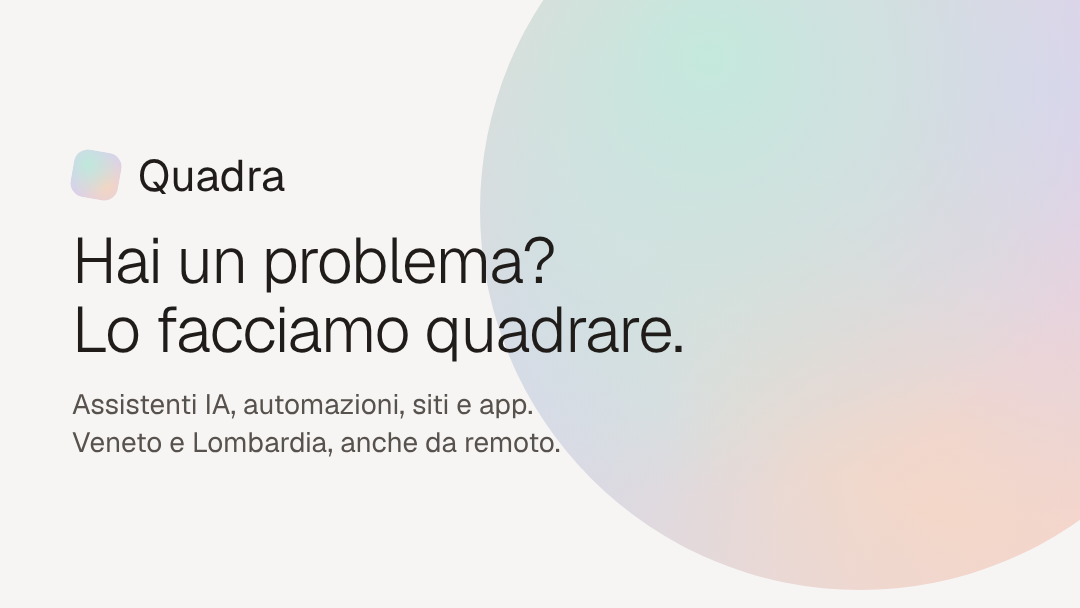 Quadra
Hai un problema?
Lo facciamo quadrare.
Assistenti IA, automazioni, siti e app.
Veneto e Lombardia, anche da remoto.